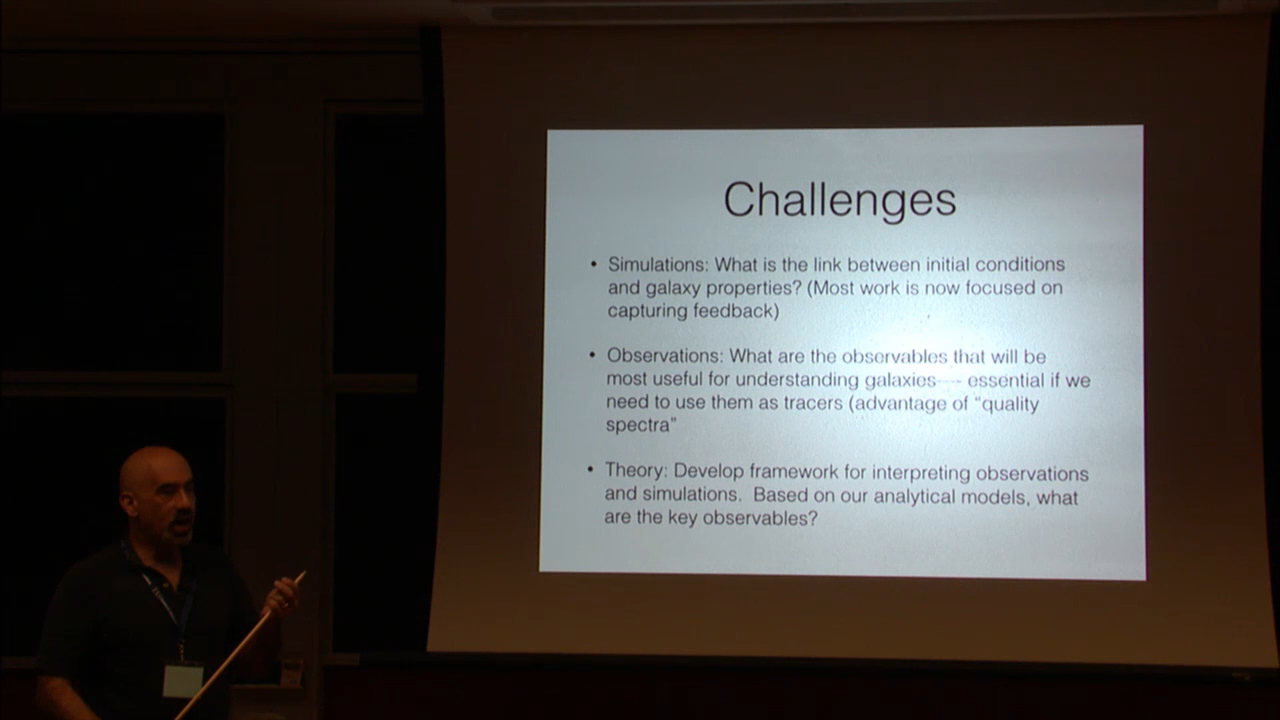 Challenges
• Simulations: What is the link between initial conditions
and galaxy properties? (Most work is now focused on
capturing feedback)
• Observations: What are the observables that will be
most useful for understanding galaxies — essential if we
need to use them as tracers (advantage of “quality
spectra”
• Theory: Develop framework for interpreting observations
and simulations. Based on our analytical models, what
are the key observables?